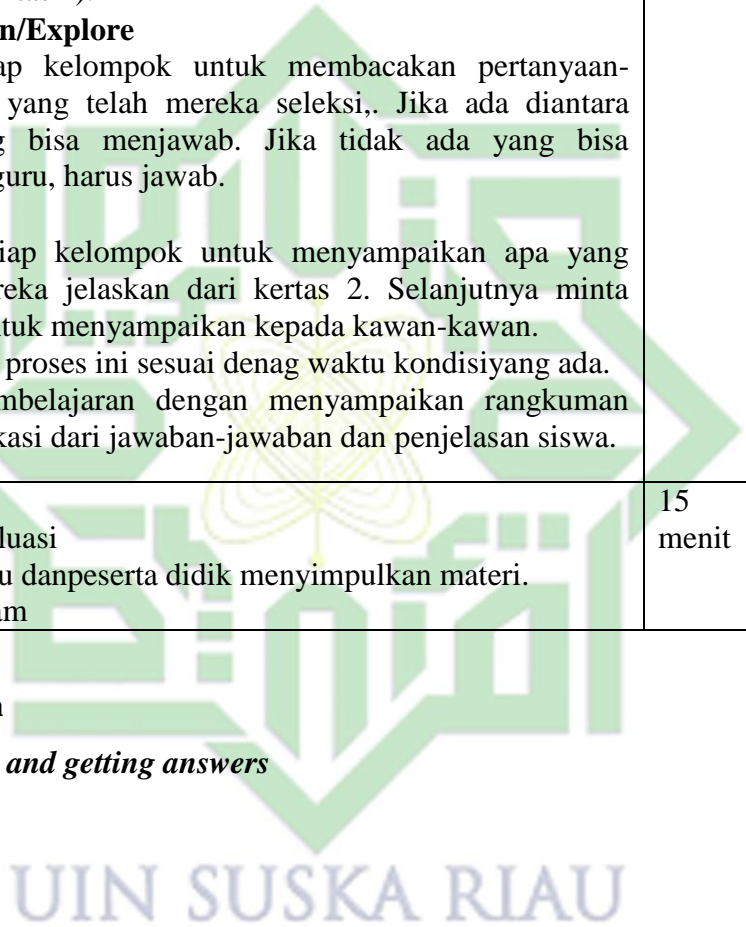 n/Explore
ap kelompok untuk membacakan pertanyaan-
yang telah mereka seleksi,. Jika ada diantara
g bisa menjawab. Jika tidak ada yang bisa
guru, harus jawab.
iap kelompok untuk menyampaikan apa yang
reka jelaskan dari kertas 2. Selanjutnya minta
tuk menyampaikan kepada kawan-kawan.
proses ini sesuai denag waktu kondisiyang ada.
mbelajaran dengan menyampaikan rangkuman
kasi dari jawaban-jawaban dan penjelasan siswa.
15
luasi menit
u danpeserta didik menyimpulkan materi.
am
n
and getting answers
UIN SUSKA RIAU